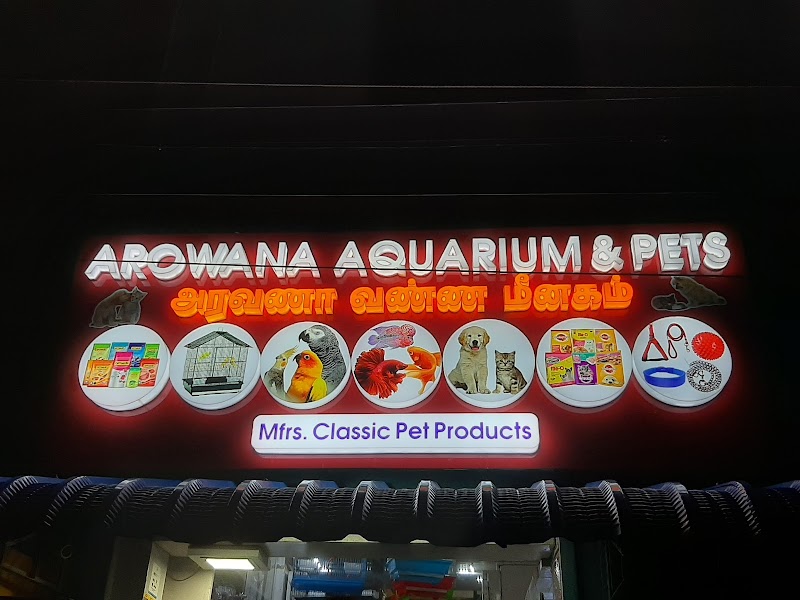 AROWANA AQUARIUM & PETS
அரவணா வண்ண மீனகம்
Mfrs. Classic Pet Products